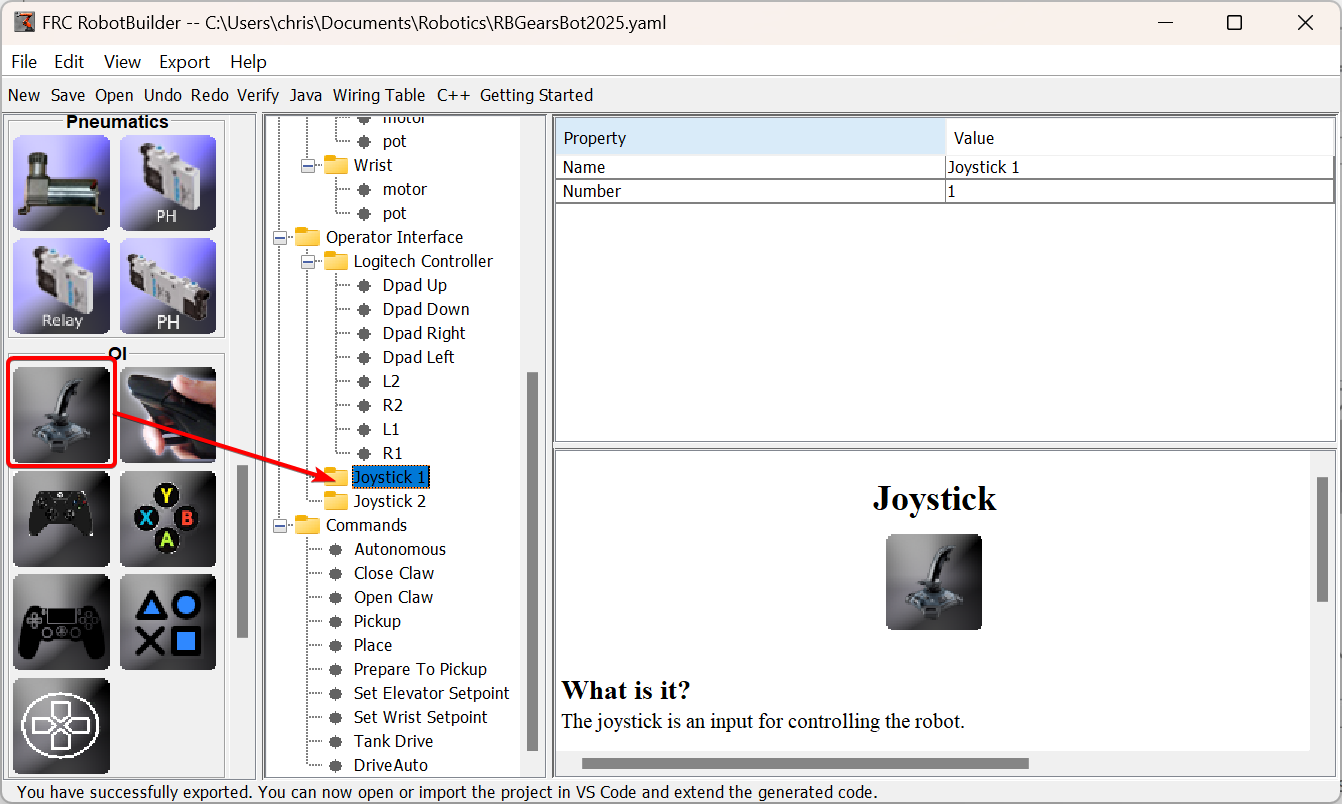 FRC RobotBuilder -- C:\Users\chris\Documents\Robotics\RBGearsBot2025.yaml
File Edit View Export Help
New Save Open Undo Redo Verify Java Wiring Table C++ Getting Started
Pneumatics
PH
Relay
PH
OI
Y
X
B
A
motor
pot
Wrist
motor
pot
Operator Interface
Logitech Controller
Dpad Up
Dpad Down
Dpad Right
Dpad Left
L2
R2
L1
R1
Joystick 1
Joystick 2
Commands
Autonomous
Close Claw
Open Claw
Pickup
Place
Prepare To Pickup
Set Elevator Setpoint
Set Wrist Setpoint
Tank Drive
DriveAuto
Property Value
Name Joystick 1
Number 1
Joystick
What is it?
The joystick is an input for controlling the robot.
You have successfully exported. You can now open or import the project in VS Code and extend the generated code.